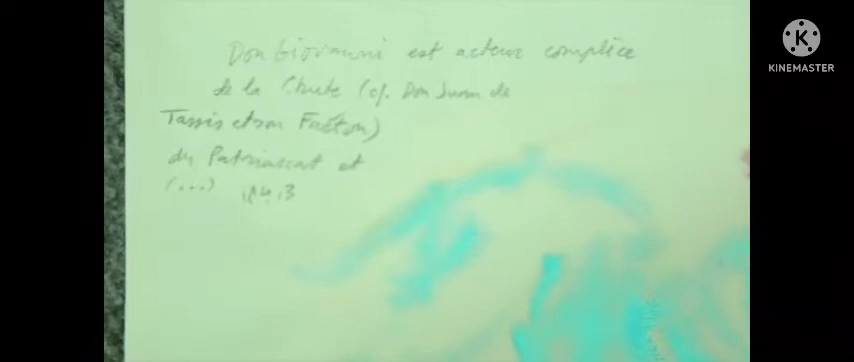 Don Giovanni est acteur complice
de la Chute (cf. Don Juan de
Tassis et son Faëton)
du Patriarcat et
(...)
K
KINEMASTER